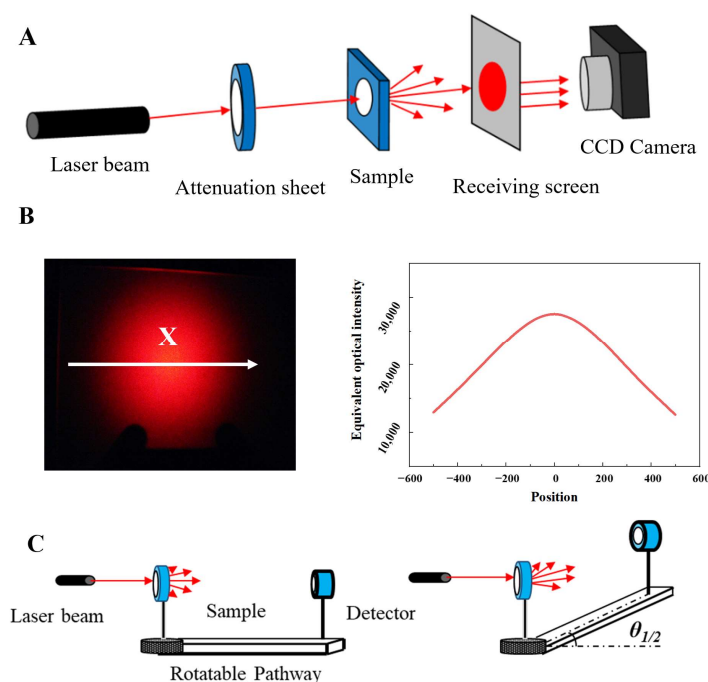 A
Laser beam
Attenuation sheet
Sample
Receiving screen
CCD Camera
B
X
Equivalent optical intensity
30,000
20,000
10,000
−600
−400
−200
0
200
400
600
Position
C
Laser beam
Sample
Detector
Rotatable Pathway
θ1/2